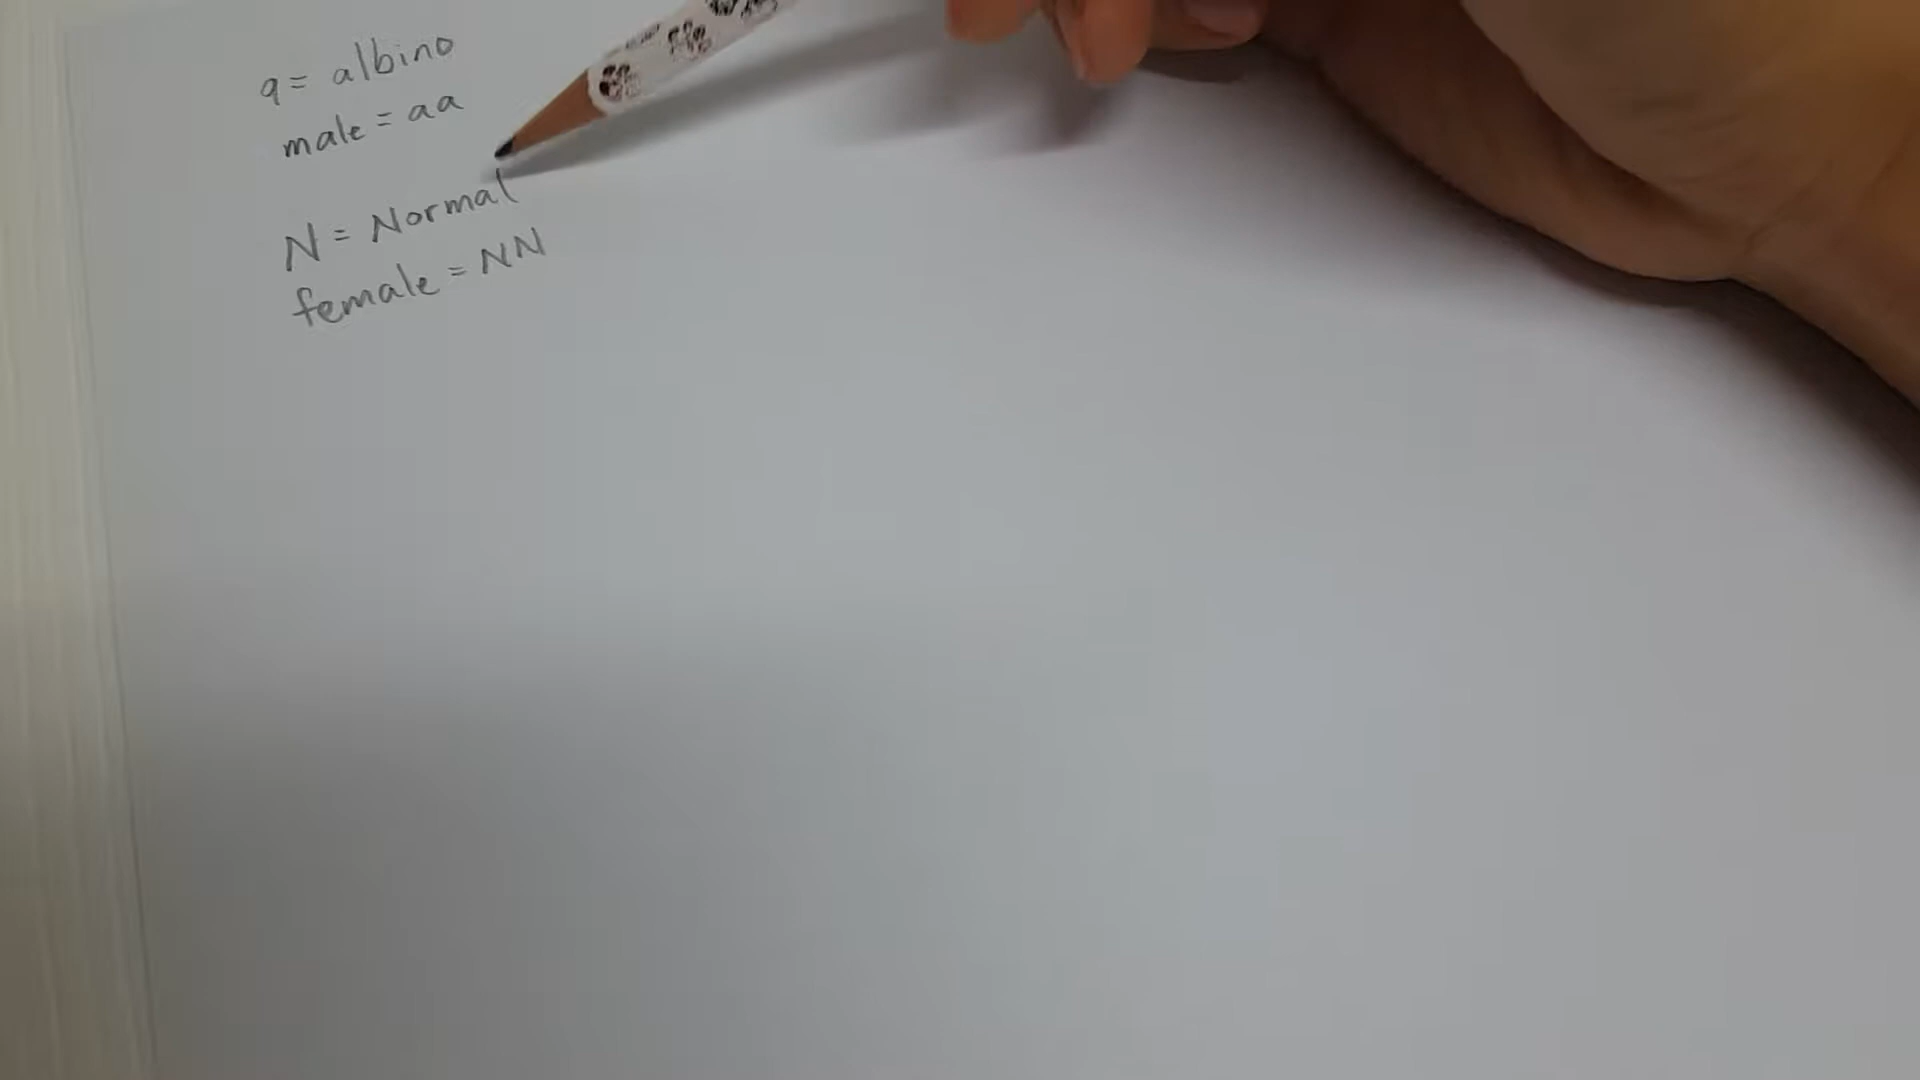 a = albino
male = aa
N = Normal
female = NN